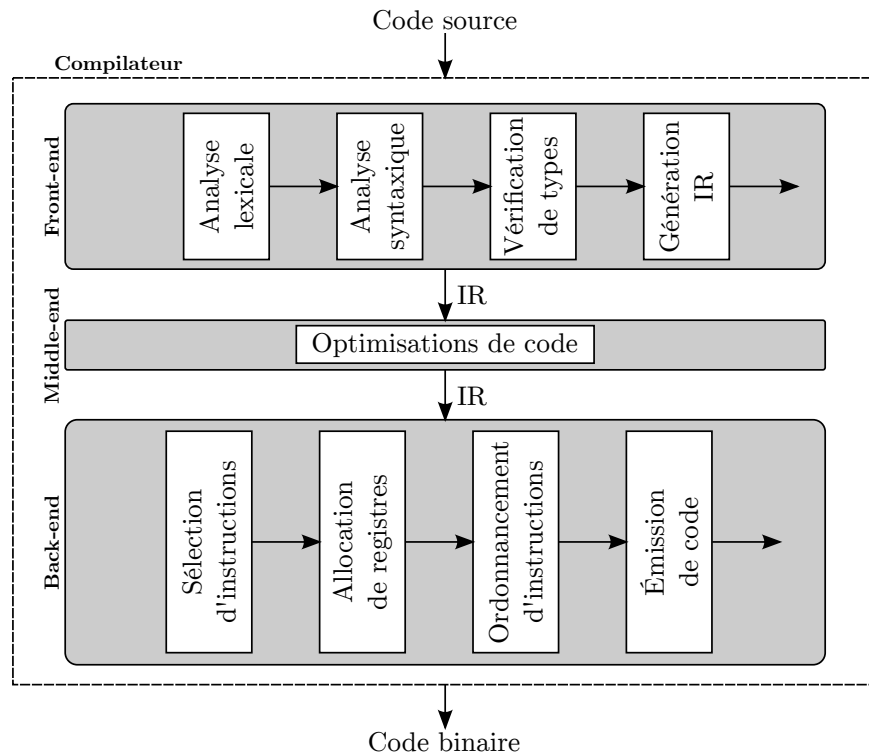 Code source
Compilateur
Front-end
Analyse
lexicale
Analyse
syntaxique
Vérification
de types
Génération
IR
IR
Middle-end
Optimisations de code
IR
Back-end
Sélection
d'instructions
Allocation
de registres
Ordonnancement
d'instructions
Émission
de code
Code binaire